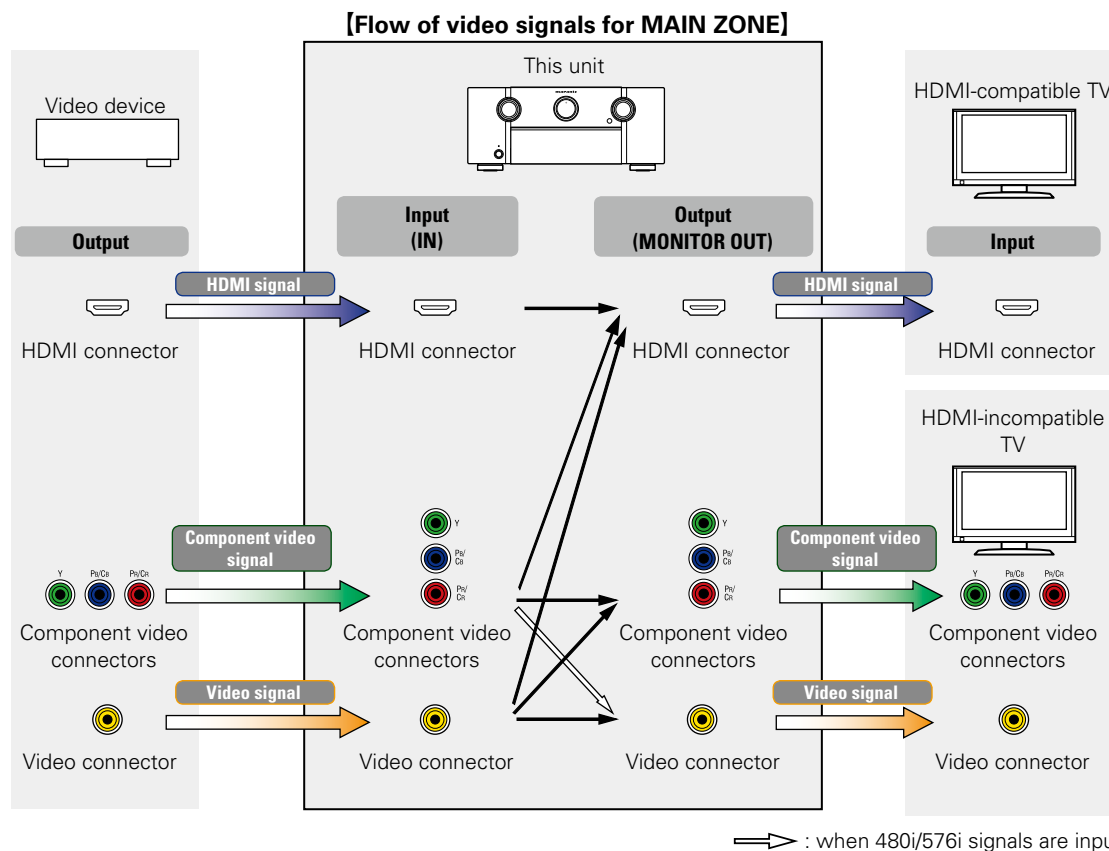 【Flow of video signals for MAIN ZONE】
Video device
This unit
marantz
HDMI-compatible TV
Output
Input
(IN)
Output
(MONITOR OUT)
Input
HDMI signal
HDMI signal
HDMI connector
HDMI connector
HDMI connector
HDMI connector
HDMI-incompatible
TV
Component video
signal
Component video
signal
Y
PB/CB
PR/CR
Y
PB/
CB
PR/
CR
Y
PB/
CB
PR/
CR
Y
PB/CB
PR/CR
Component video
connectors
Component video
connectors
Component video
connectors
Component video
connectors
Video signal
Video signal
Video connector
Video connector
Video connector
Video connector
: when 480i/576i signals are inpu